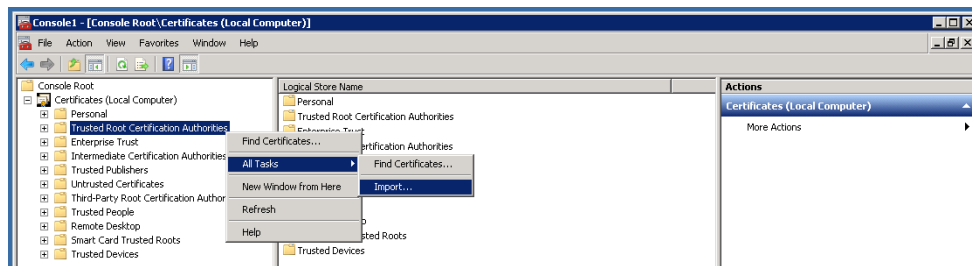 Console1 - [Console Root\Certificates (Local Computer)]
File Action View Favorites Window Help
Console Root
Certificates (Local Computer)
Personal
Trusted Root Certification Authorities
Enterprise Trust
Intermediate Certification Authorities
Trusted Publishers
Untrusted Certificates
Third-Party Root Certification Author
Trusted People
Remote Desktop
Smart Card Trusted Roots
Trusted Devices
Find Certificates...
All Tasks
New Window from Here
Refresh
Help
Find Certificates...
Import...
Logical Store Name
Personal
Trusted Root Certification Authorities
Enterprise Trust
ertification Authorities
p
sted Roots
Trusted Devices
Actions
Certificates (Local Computer)
More Actions